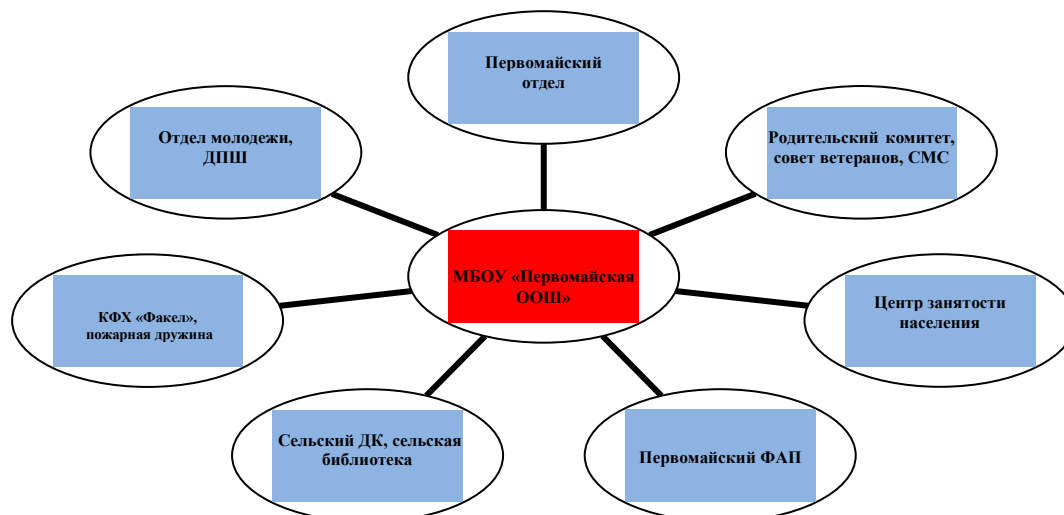 Первомайский
отдел
Отдел молодежи,
ДПШ
Родительский комитет,
совет ветеранов, СМС
МБОУ «Первомайская
ООШ»
КФХ «Факел»,
пожарная дружина
Центр занятости
населения
Сельский ДК, сельская
библиотека
Первомайский ФАП